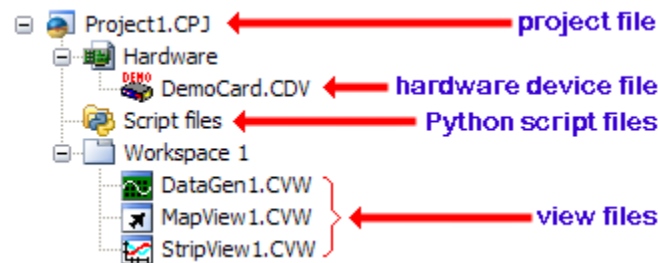 Project1.CPJ project file
Hardware
DEMO
DemoCard.CDV hardware device file
Script files Python script files
Workspace 1
DataGen1.CVW
MapView1.CVW view files
StripView1.CVW